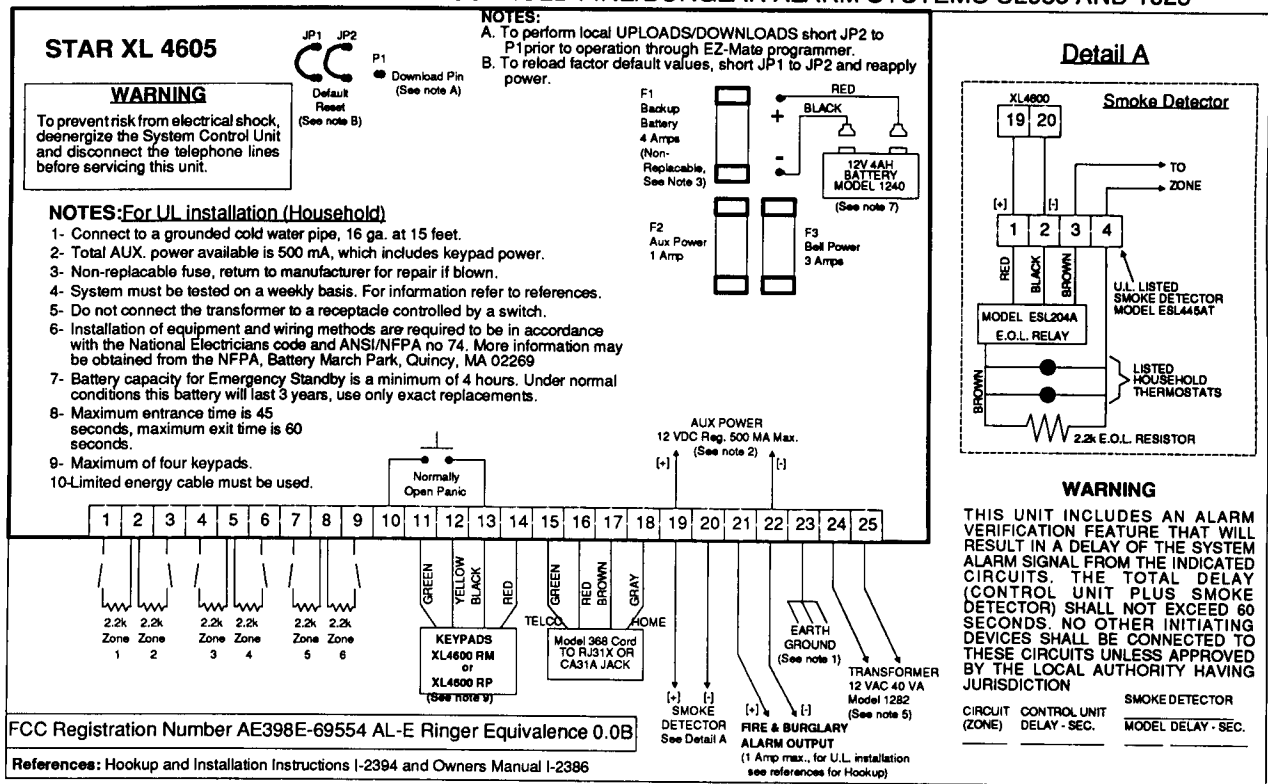 STAR XL 4605
WARNING
To prevent risk from electrical shock,
deenergize the System Control Unit
and disconnect the telephone lines
before servicing this unit.
JP1 JP2
Default
Reset
(See note B)
P1
Download Pin
(See note A)
NOTES:
A. To perform local UPLOADS/DOWNLOADS short JP2 to
P1prior to operation through EZ-Mate programmer.
B. To reload factor default values, short JP1 to JP2 and reapply
power.
F1
Backup
Battery
4 Amps
(Non-
Replacable,
See Note 3)
RED
BLACK
+
-
12V 4AH
BATTERY
MODEL 1240
(See note 7)
F2
Aux Power
1 Amp
F3
Bell Power
3 Amps
NOTES:For UL installation (Household)
1- Connect to a grounded cold water pipe, 16 ga. at 15 feet.
2- Total AUX. power available is 500 mA, which includes keypad power.
3- Non-replacable fuse, return to manufacturer for repair if blown.
4- System must be tested on a weekly basis. For information refer to references.
5- Do not connect the transformer to a receptacle controlled by a switch.
6- Installation of equipment and wiring methods are required to be in accordance
with the National Electricians code and ANSI/NFPA no 74. More information may
be obtained from the NFPA, Battery March Park, Quincy, MA 02269
7- Battery capacity for Emergency Standby is a minimum of 4 hours. Under normal
conditions this battery will last 3 years, use only exact replacements.
8- Maximum entrance time is 45
seconds, maximum exit time is 60
seconds.
9- Maximum of four keypads.
10-Limited energy cable must be used.
Normally
Open Panic
AUX POWER
12 VDC Reg. 500 MA Max.
(See note 2)
[+] [-]
1 2 3 4 5 6 7 8 9 10 11 12 13 14 15 16 17 18 19 20 21 22 23 24 25
2.2k 2.2k 2.2k 2.2k 2.2k 2.2k
Zone Zone Zone Zone Zone Zone
1 2 3 4 5 6
GREEN
YELLOW
BLACK
RED
KEYPADS
XL4600 RM
or
XL4600 RP
(See note 9)
GREEN
RED
BROWN
GRAY
TELCO HOME
Model 368 Cord
TO RJ31X OR
CA31A JACK
[+] [-]
SMOKE
DETECTOR
See Detail A
[+] [-]
FIRE & BURGLARY
ALARM OUTPUT
(1 Amp max., for U.L. installation
see references for Hookup)
EARTH
GROUND
(See note 1)
TRANSFORMER
12 VAC 40 VA
Model 1282
(See note 5)
FCC Registration Number AE398E-69554 AL-E Ringer Equivalence 0.0B
References: Hookup and Installation Instructions I-2394 and Owners Manual I-2386
Detail A
XL4600
Smoke Detector
19 20
TO
ZONE
[+] [-]
1 2 3 4
RED
BLACK
BROWN
U.L. LISTED
SMOKE DETECTOR
MODEL ESL445AT
MODEL ESL204A
E.O.L. RELAY
BROWN
LISTED
HOUSEHOLD
THERMOSTATS
2.2k E.O.L. RESISTOR
WARNING
THIS UNIT INCLUDES AN ALARM
VERIFICATION FEATURE THAT WILL
RESULT IN A DELAY OF THE SYSTEM
ALARM SIGNAL FROM THE INDICATED
CIRCUITS. THE TOTAL DELAY
(CONTROL UNIT PLUS SMOKE
DETECTOR) SHALL NOT EXCEED 60
SECONDS. NO OTHER INITIATING
DEVICES SHALL BE CONNECTED TO
THESE CIRCUITS UNLESS APPROVED
BY THE LOCAL AUTHORITY HAVING
JURISDICTION
CIRCUIT CONTROL UNIT SMOKE DETECTOR
(ZONE) DELAY - SEC. MODEL DELAY - SEC.